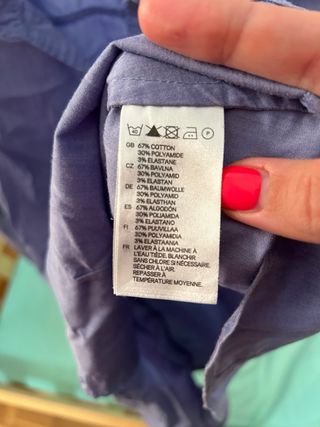 GB 67% COTTON
30% POLYAMIDE
3% ELASTANE
CZ 67% BAVLNA
30% POLYAMID
3% ELASTAN
DE 67% BAUMWOLLE
30% POLYAMID
3% ELASTHAN
ES 67% ALGODÓN
30% POLIAMIDA
3% ELASTANO
FI 67% PUUVILLAA
30% POLYAMIDIA
3% ELASTAANIA
FR LAVER À LA MACHINE À
L'EAU TIÈDE. BLANCHIR
SANS CHLORE SI NÉCESSAIRE.
SÉCHER À L'AIR.
REPASSER À
TEMPÉRATURE MOYENNE.